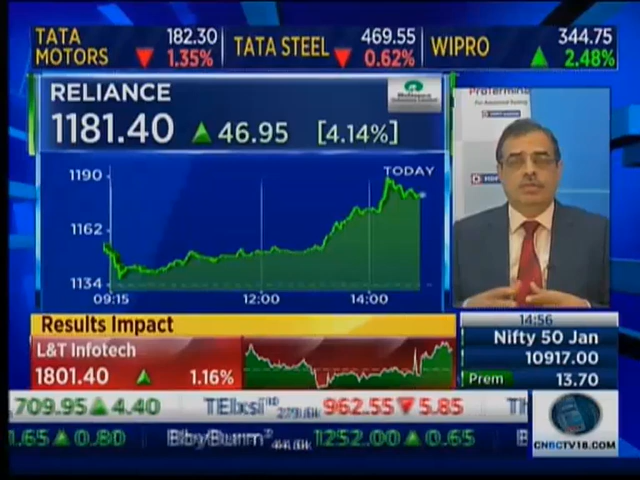 TATA MOTORS
182.30
1.35%
TATA STEEL
469.55
0.62%
WIPRO
344.75
2.48%
RELIANCE
1181.40 46.95 [4.14%]
TODAY
1190
1162
1134
09:15 12:00 14:00
ProTerminal
Results Impact
L&T Infotech
1801.40 1.16%
14:56
Nifty 50 Jan
10917.00
Prem 13.70
709.95 4.40 962.55 5.85
1.65 0.80 1252.00 0.65
CNBCTV18.COM